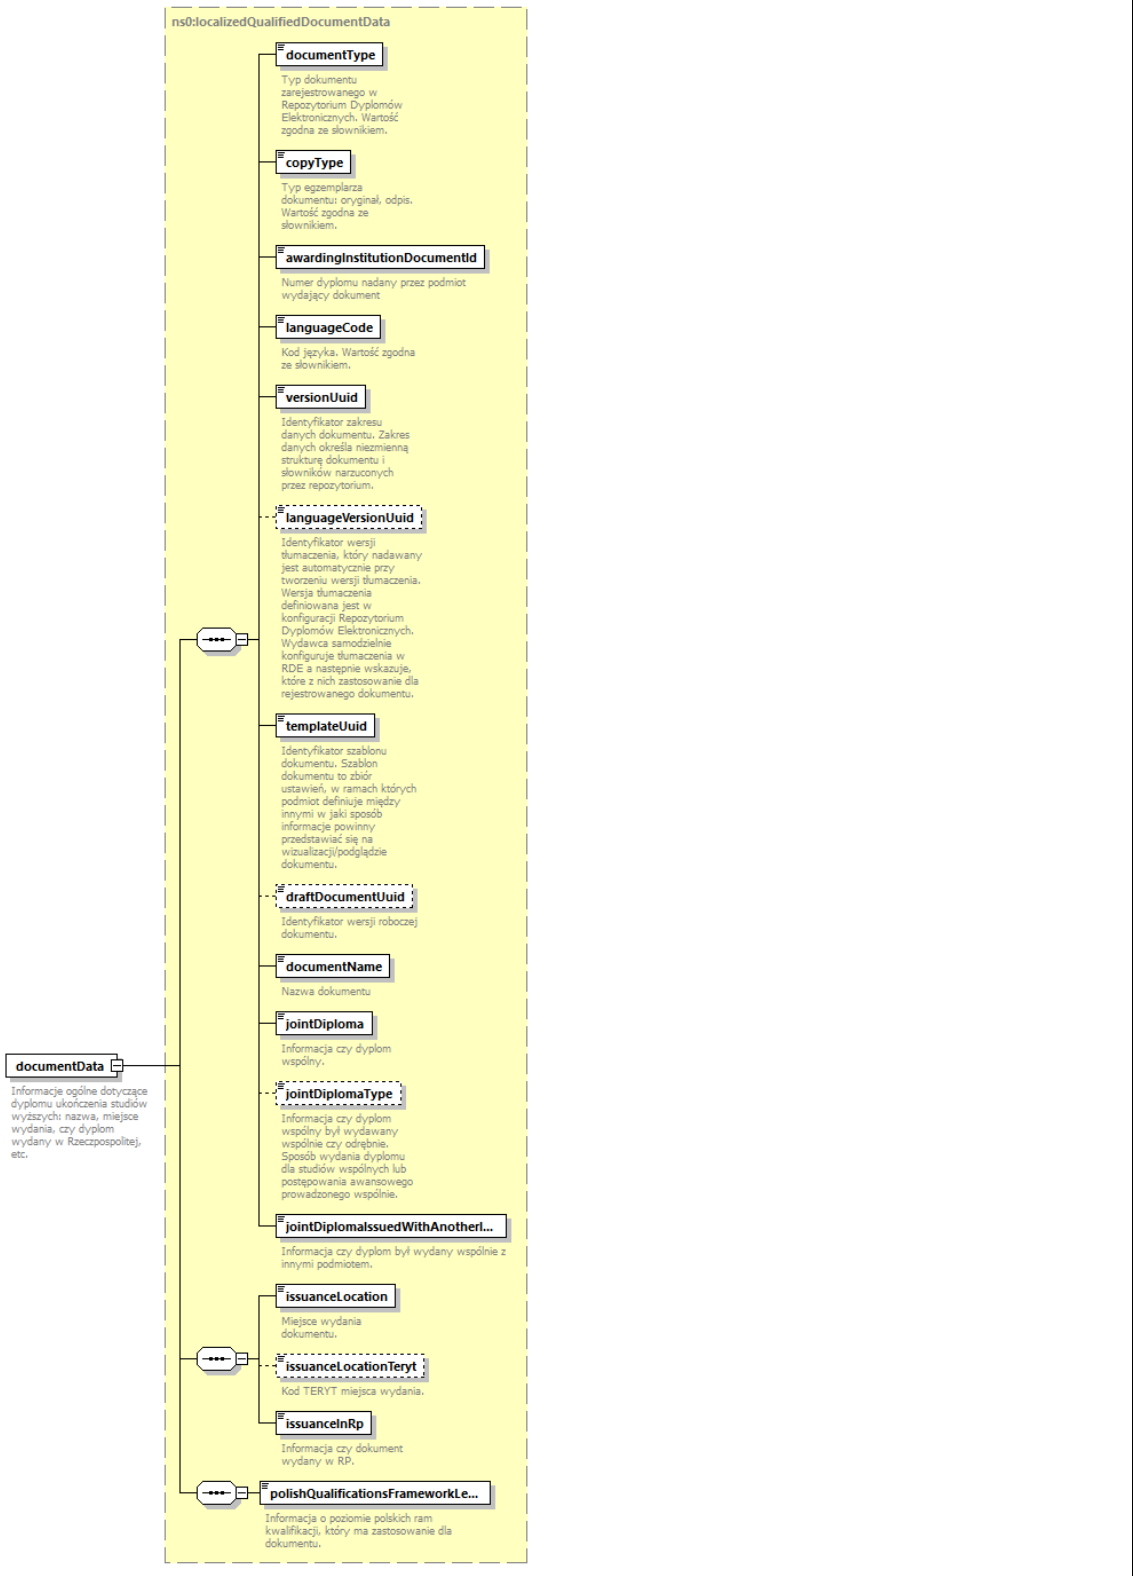 ns0:localizedQualifiedDocumentData
documentType
Typ dokumentu
zarejestrowanego w
Repozytorium Dyplomów
Elektronicznych. Wartość
zgodna ze słownikiem.
copyType
Typ egzemplarza
dokumentu: oryginał, odpis.
Wartość zgodna ze
słownikiem.
awardingInstitutionDocumentId
Numer dyplomu nadany przez podmiot
wydający dokument
languageCode
Kod języka. Wartość zgodna
ze słownikiem.
versionUuid
Identyfikator zakresu
danych dokumentu. Zakres
danych określa niezmienną
strukturę dokumentu i
słowników narzuconych
przez repozytorium.
languageVersionUuid
Identyfikator wersji
tłumaczenia, który nadawany
jest automatycznie przy
tworzeniu wersji tłumaczenia.
Wersja tłumaczenia
definiowana jest w
konfiguracji Repozytorium
Dyplomów Elektronicznych.
Wydawca samodzielnie
konfiguruje tłumaczenia w
RDE a następnie wskazuje,
które z nich zastosowanie dla
rejestrowanego dokumentu.
templateUuid
Identyfikator szablonu
dokumentu. Szablon
dokumentu to zbiór
ustawień, w ramach których
podmiot definiuje między
innymi w jaki sposób
informacje powinny
przedstawiać się na
wizualizacji/podglądzie
dokumentu.
draftDocumentUuid
Identyfikator wersji roboczej
dokumentu.
documentName
Nazwa dokumentu
jointDiploma
Informacja czy dyplom
wspólny.
documentData
Informacje ogólne dotyczące
dyplomu ukończenia studiów
wyższych: nazwa, miejsce
wydania, czy dyplom
wydany w Rzeczpospolitej,
etc.
jointDiplomaType
Informacja czy dyplom
wspólny był wydawany
wspólnie czy odrębnie.
Sposób wydania dyplomu
dla studiów wspólnych lub
postępowania awansowego
prowadzonego wspólnie.
jointDiplomaIssuedWithAnotherI...
Informacja czy dyplom był wydany wspólnie z
innymi podmiotem.
issuanceLocation
Miejsce wydania
dokumentu.
issuanceLocationTeryt
Kod TERYT miejsca wydania.
issuanceInRp
Informacja czy dokument
wydany w RP.
polishQualificationsFrameworkLe...
Informacja o poziomie polskich ram
kwalifikacji, który ma zastosowanie dla
dokumentu.